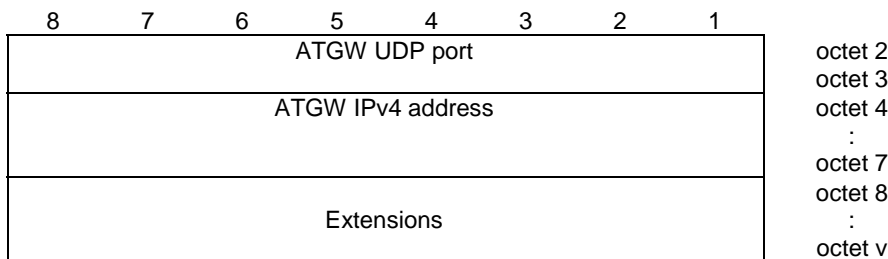 8 7 6 5 4 3 2 1
ATGW UDP port octet 2
octet 3
ATGW IPv4 address octet 4
:
octet 7
octet 8
Extensions :
octet v